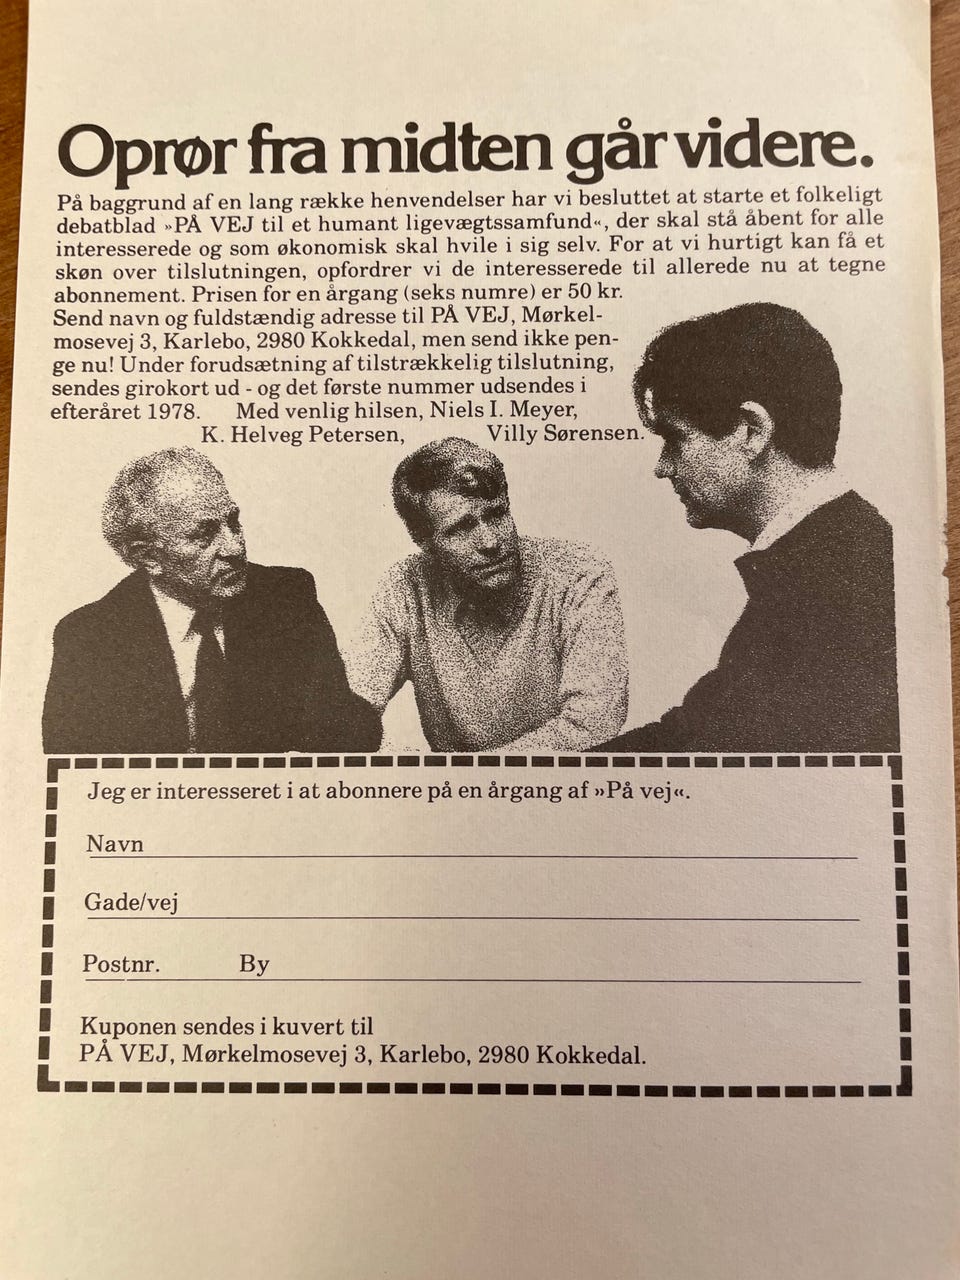 Oprør fra midten går videre.
På baggrund af en lang række henvendelser har vi besluttet at starte et folkeligt
debatblad »PÅ VEJ til et humant ligevægtssamfund«, der skal stå åbent for alle
interesserede og som økonomisk skal hvile i sig selv. For at vi hurtigt kan få et
skøn over tilslutningen, opfordrer vi de interesserede til allerede nu at tegne
abonnement. Prisen for en årgang (seks numre) er 50 kr.
Send navn og fuldstændig adresse til PÅ VEJ, Mørkel-
mosevej 3, Karlebo, 2980 Kokkedal, men send ikke pen-
ge nu! Under forudsætning af tilstrækkelig tilslutning,
sendes girokort ud - og det første nummer udsendes i
efteråret 1978. Med venlig hilsen, Niels I. Meyer,
K. Helveg Petersen, Villy Sørensen.
Jeg er interesseret i at abonnere på en årgang af »På vej«.
Navn
Gade/vej
Postnr. By
Kuponen sendes i kuvert til
PÅ VEJ, Mørkelmosevej 3, Karlebo, 2980 Kokkedal.